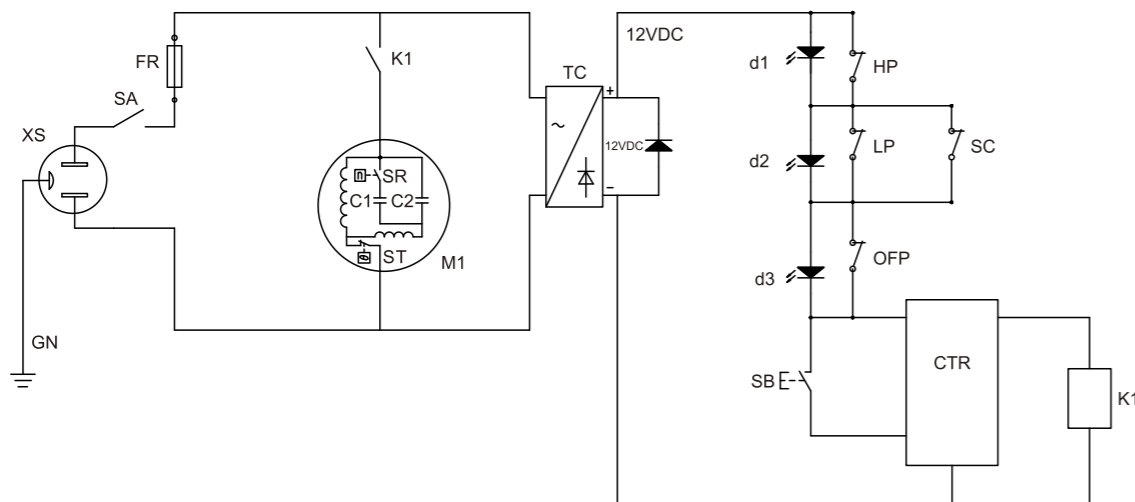 12VDC
FR
K1
d1
HP
TC
SA
+
XS
~
12VDC
d2
LP
SC
SR
C1
C2
−
ST
M1
d3
OFP
GN
CTR
SB
K1